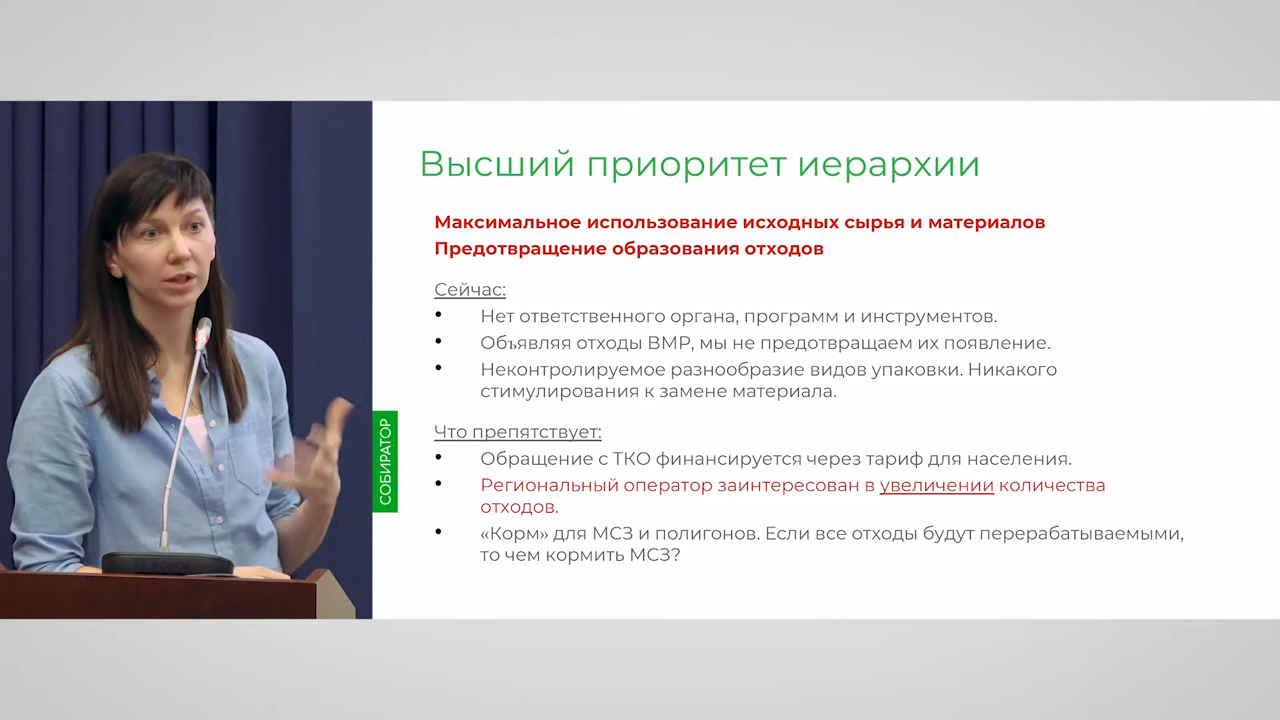 Высший приоритет иерархии
Максимальное использование исходных сырья и материалов
Предотвращение образования отходов
Сейчас:
• Нет ответственного органа, программ и инструментов.
• Объявляя отходы ВМР, мы не предотвращаем их появление.
• Неконтролируемое разнообразие видов упаковки. Никакого
стимулирования к замене материала.
Что препятствует:
• Обращение с ТКО финансируется через тариф для населения.
• Региональный оператор заинтересован в увеличении количества
отходов.
• «Корм» для МСЗ и полигонов. Если все отходы будут перерабатываемыми,
то чем кормить МСЗ?
СОБИРАТОР
BOSCH